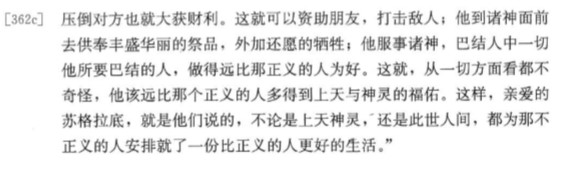 [362c] 压倒对方也就大获财利。这就可以资助朋友，打击敌人；他到诸神面前
去供奉丰盛华丽的祭品，外加还愿的牺牲；他服事诸神，巴结人中一切
他所要巴结的人，做得远比那正义的人为好。这就，从一切方面看都不
奇怪，他该远比那个正义的人多得到上天与神灵的福佑。这样，亲爱的
苏格拉底，就是他们说的，不论是上天神灵，还是此世人间，都为那不
正义的人安排就了一份比正义的人更好的生活。”